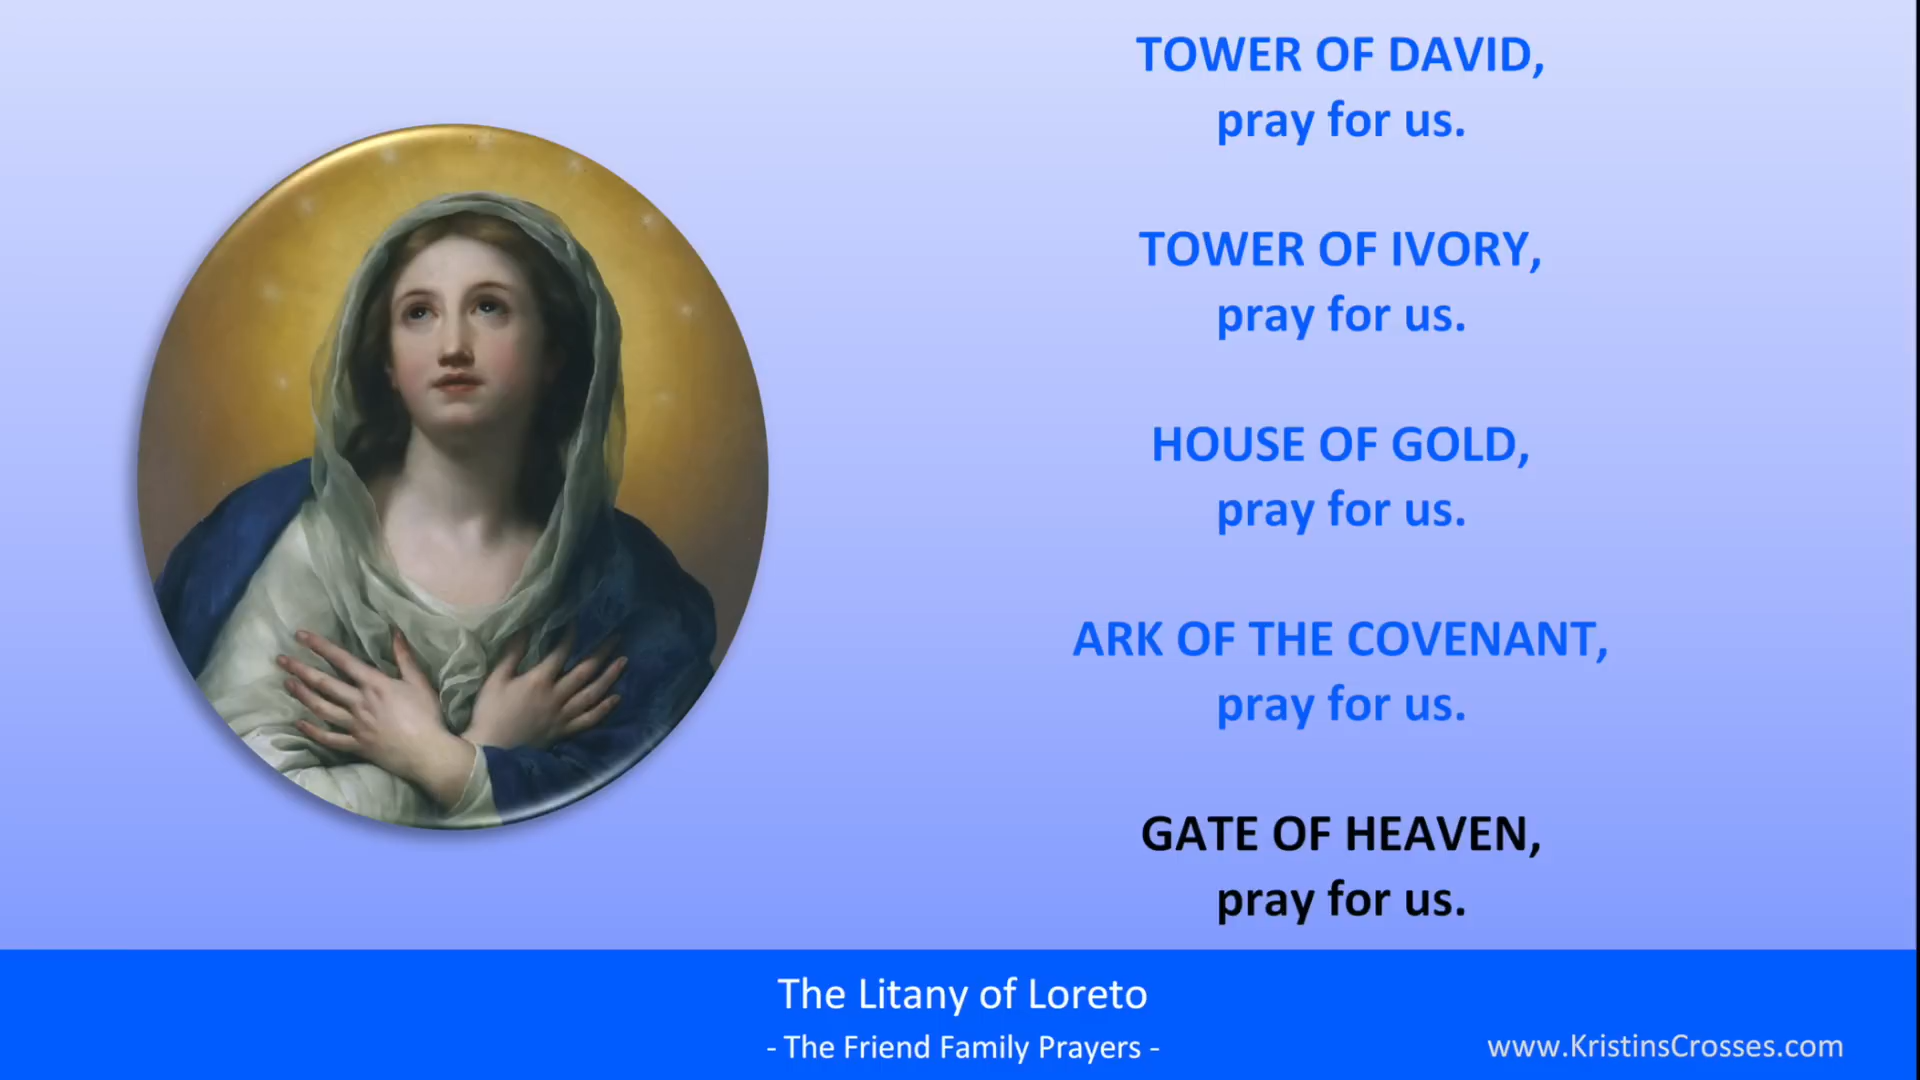 TOWER OF DAVID,
pray for us.
TOWER OF IVORY,
pray for us.
HOUSE OF GOLD,
pray for us.
ARK OF THE COVENANT,
pray for us.
GATE OF HEAVEN,
pray for us.
The Litany of Loreto
- The Friend Family Prayers -
www.KristinsCrosses.com